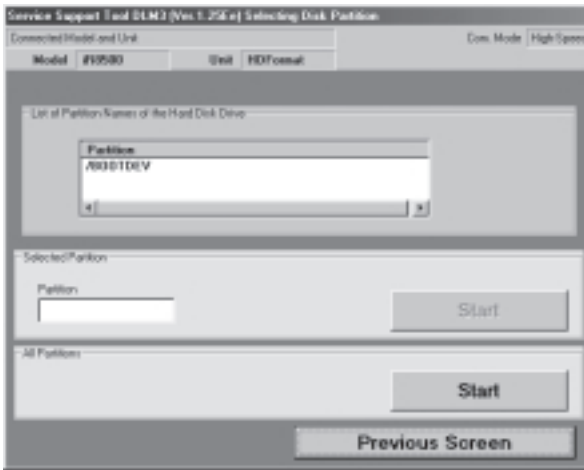 Service Support Tool DLM3 (Ver.1.25Ee) Selecting Disk Partition
Connected Model and Unit
Com. Mode High Speed
Model iR8500 Unit HDFormat
List of Partition Names of the Hard Disk Drive
Partition
/BOOTDEV
Selected Partition
Partition
Start
All Partitions
Start
Previous Screen